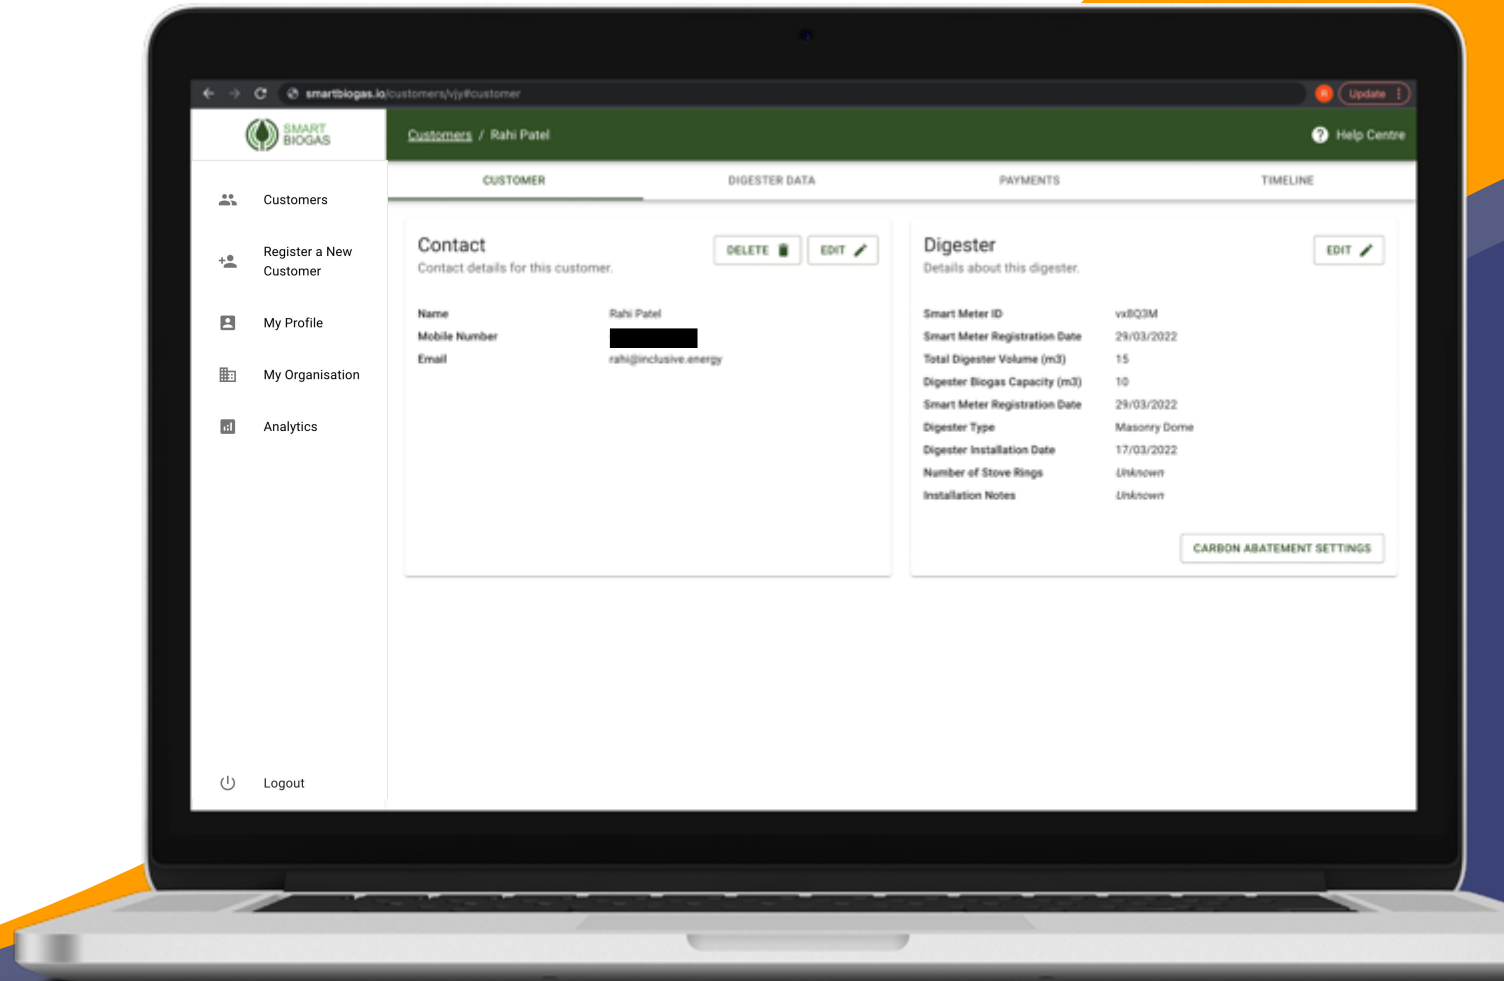 smartbiogas.io/customers/vjy#customer
Update
SMART
BIOGAS
Customers / Rahi Patel
? Help Centre
CUSTOMER
DIGESTER DATA
PAYMENTS
TIMELINE
Customers
Register a New
Customer
My Profile
My Organisation
Analytics
Logout
Contact
DELETE
EDIT
Contact details for this customer.
Name Rahi Patel
Mobile Number
Email rahi@inclusive.energy
Digester
EDIT
Details about this digester.
Smart Meter ID vx8Q3M
Smart Meter Registration Date 29/03/2022
Total Digester Volume (m3) 15
Digester Biogas Capacity (m3) 10
Smart Meter Registration Date 29/03/2022
Digester Type Masonry Dome
Digester Installation Date 17/03/2022
Number of Stove Rings Unknown
Installation Notes Unknown
CARBON ABATEMENT SETTINGS